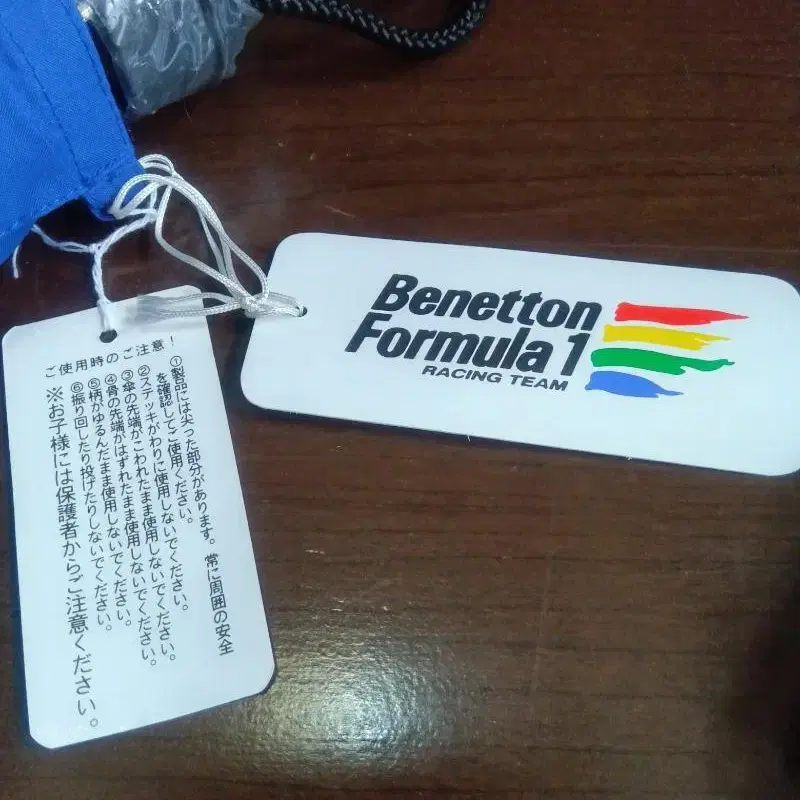 ご使用時のご注意!
①製品には尖った部分があります。常に周囲の安全
を確認してご使用ください。
②ステッキがわりに使用しないでください。
③傘の先端がこわれたまま使用しないでください。
④骨の先端がはずれたまま使用しないでください。
⑤柄がゆるんだまま使用しないでください。
⑥振り回したり投げたりしないでください。
※お子様には保護者からご注意ください。
Benetton
Formula 1
RACING TEAM